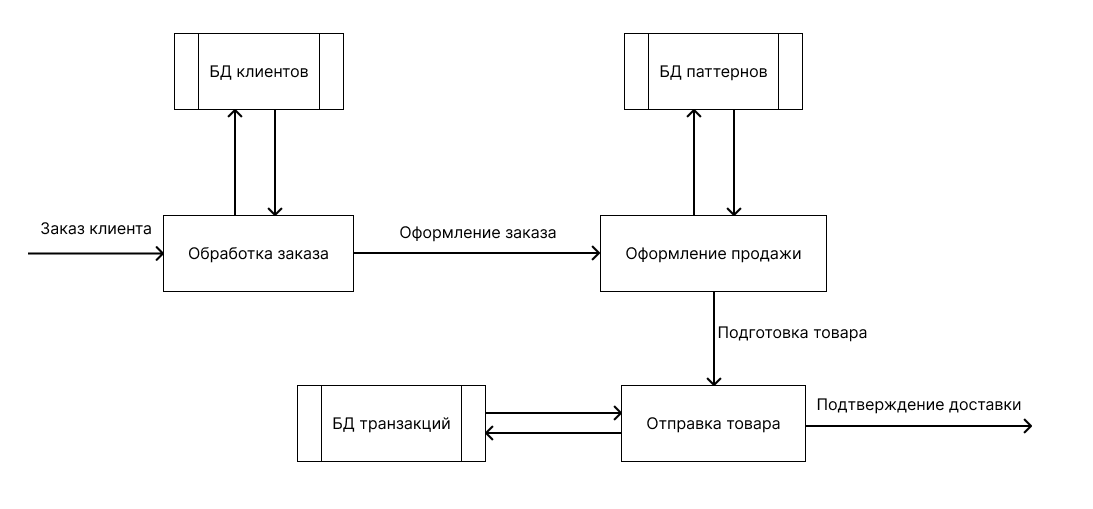 БД клиентов
БД паттернов
Заказ клиента
Обработка заказа
Оформление заказа
Оформление продажи
Подготовка товара
БД транзакций
Отправка товара
Подтверждение доставки